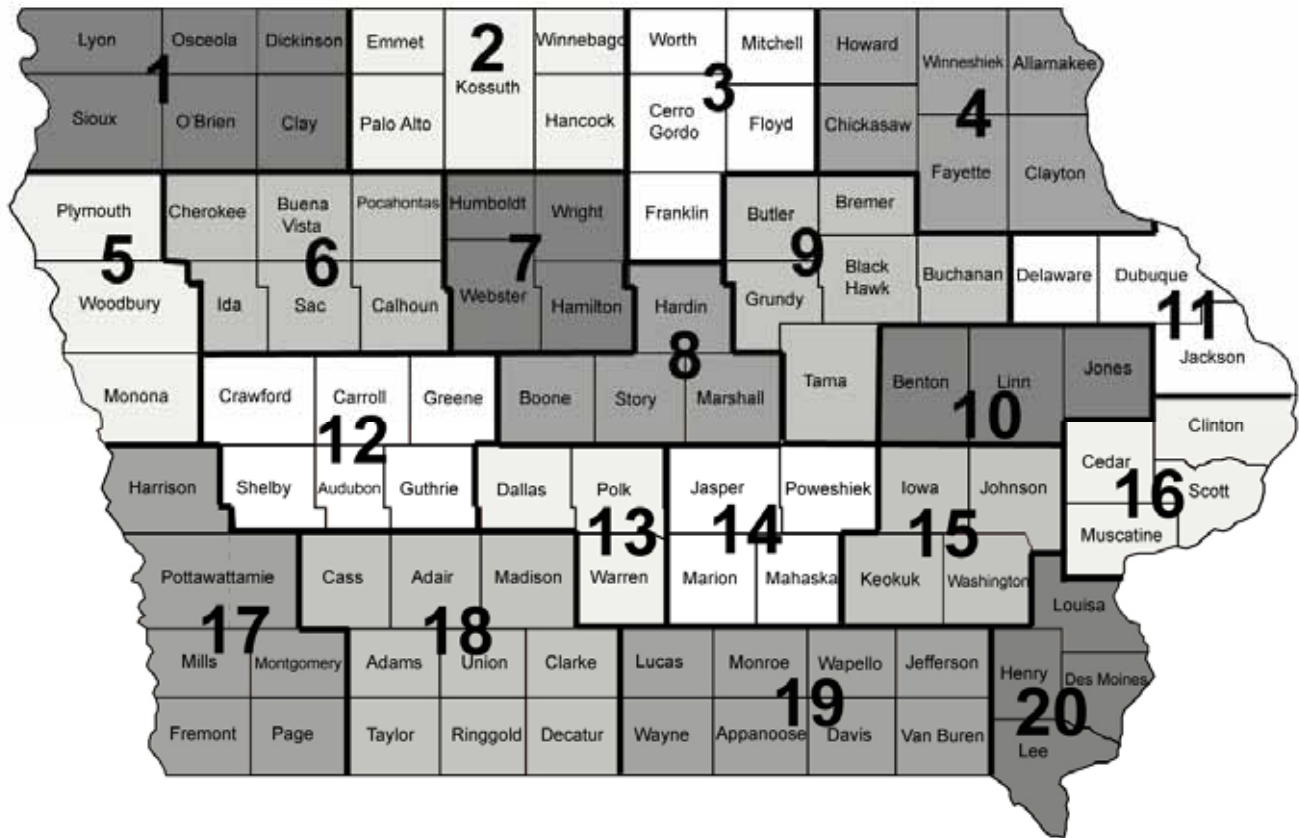 Lyon
Osceola
Dickinson
Emmet
2
Winnebago
Worth
Mitchell
Howard
Winneshiek
Allamakee
1
Kossuth
3
Sioux
O'Brien
Clay
Palo Alto
Hancock
Cerro
Gordo
Floyd
Chickasaw
4
Fayette
Clayton
Plymouth
Cherokee
Buena
Vista
Pocahontas
Humboldt
Wright
Franklin
Butler
Bremer
5
6
7
9
Woodbury
Ida
Sac
Calhoun
Webster
Hamilton
Hardin
Grundy
Black
Hawk
Buchanan
Delaware
Dubuque
11
8
Monona
Crawford
Carroll
Greene
Boone
Story
Marshall
Tama
Benton
Linn
Jones
Jackson
12
10
Clinton
Harrison
Shelby
Audubon
Guthrie
Dallas
Polk
Jasper
Poweshiek
Iowa
Johnson
Cedar
Scott
16
13
14
15
Muscatine
Pottawattamie
Cass
Adair
Madison
Warren
Marion
Mahaska
Keokuk
Washington
Louisa
17
18
Mills
Montgomery
Adams
Union
Clarke
Lucas
Monroe
Wapello
Jefferson
Henry
Des Moines
19
20
Fremont
Page
Taylor
Ringgold
Decatur
Wayne
Appanoose
Davis
Van Buren
Lee